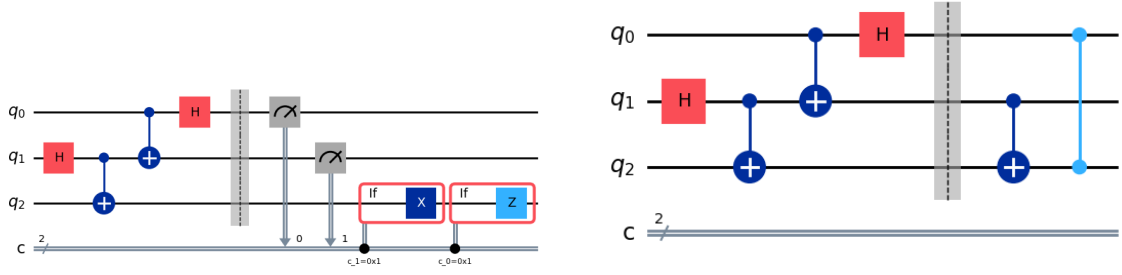 q₀ H
q₁ H
q₂ If X If Z
c 2 0 1
c_1=0x1 c_0=0x1
q₀ H
q₁ H
q₂
c 2